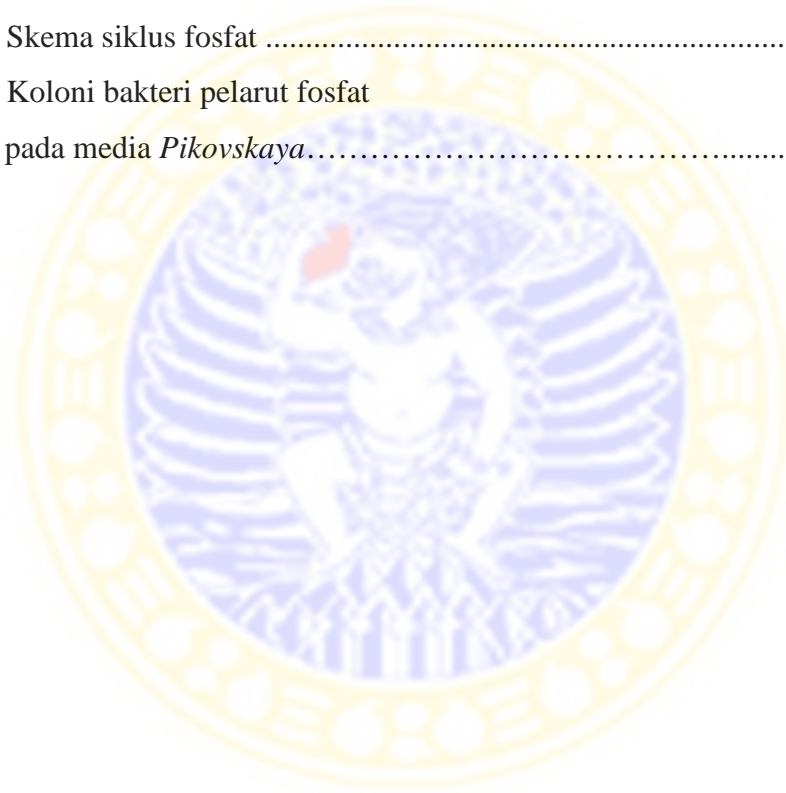 Skema siklus fosfat ..................................................................
Koloni bakteri pelarut fosfat
pada media Pikovskaya…………………………………........